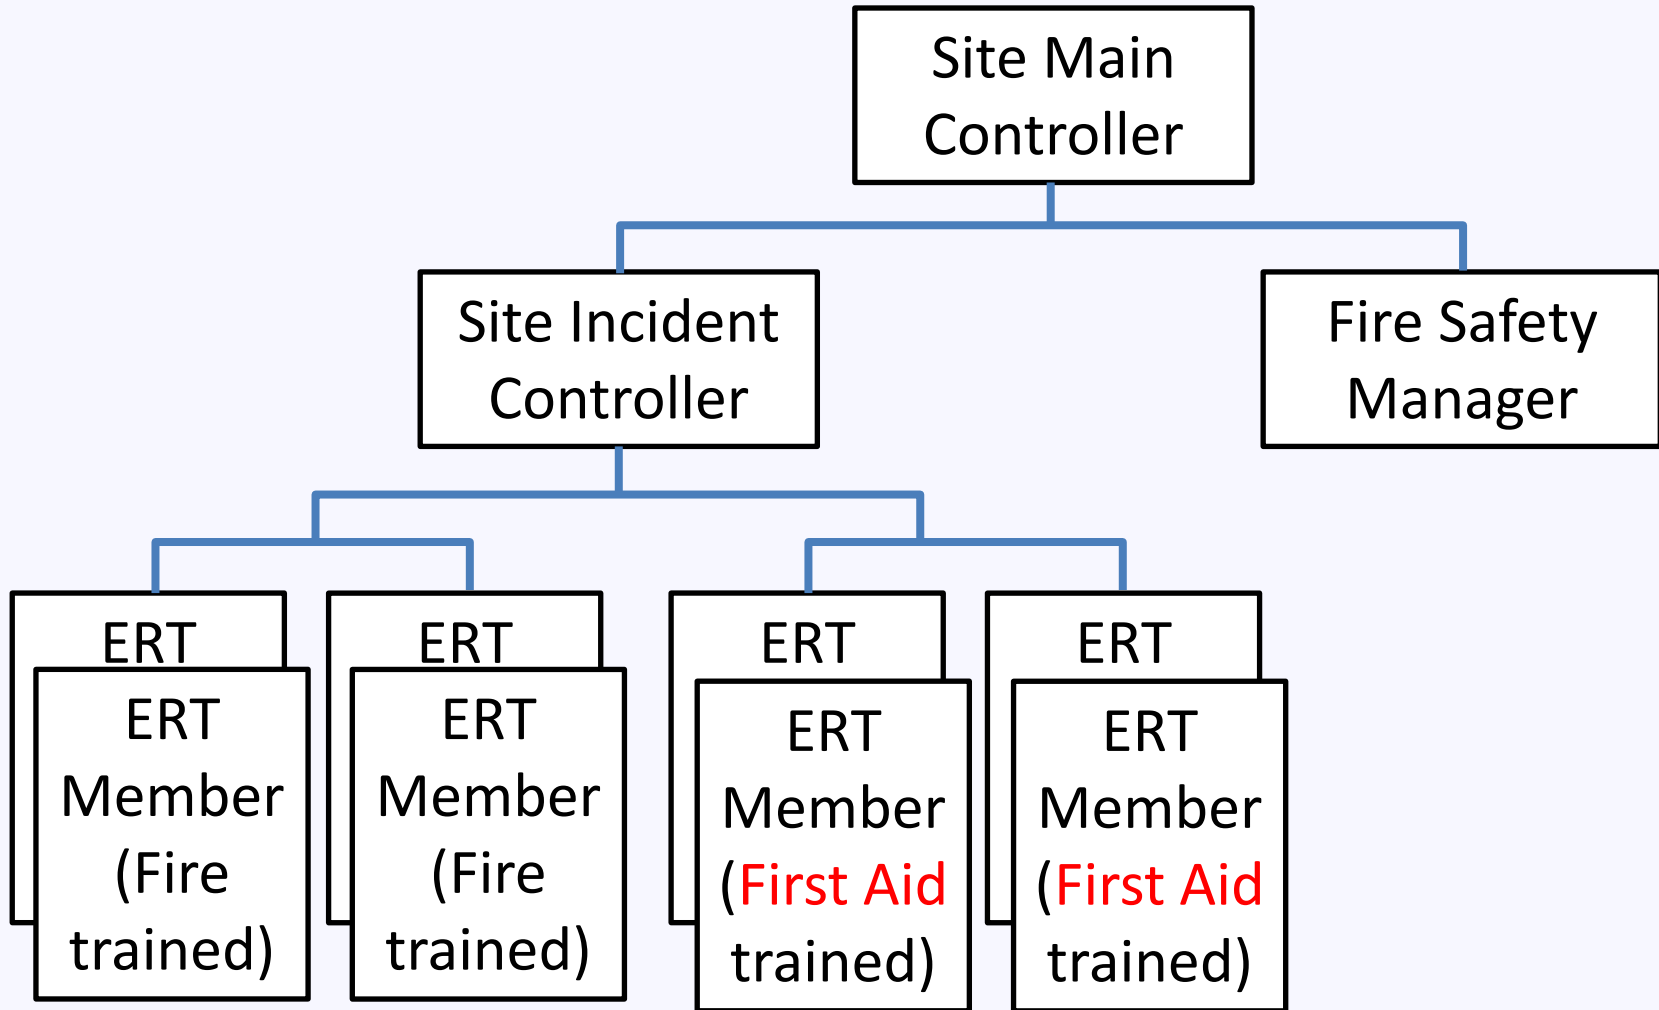 Site Main
Controller
Site Incident
Controller
Fire Safety
Manager
ERT
ERT
Member
(Fire
trained)
ERT
ERT
Member
(Fire
trained)
ERT
ERT
Member
(First Aid
trained)
ERT
ERT
Member
(First Aid
trained)